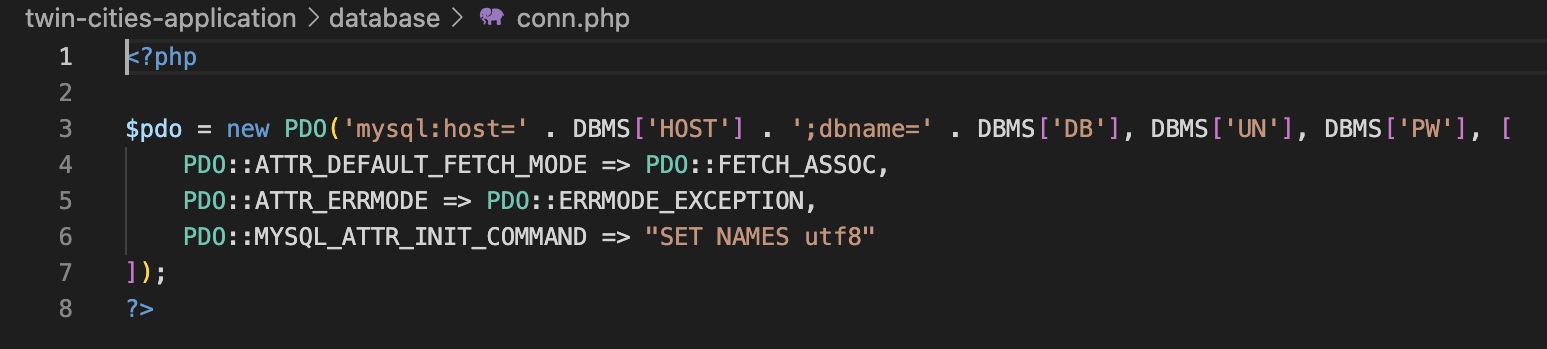 twin-cities-application > database > conn.php
1 <?php
2
3 $pdo = new PDO('mysql:host=' . DBMS['HOST'] . ';dbname=' . DBMS['DB'], DBMS['UN'], DBMS['PW'], [
4     PDO::ATTR_DEFAULT_FETCH_MODE => PDO::FETCH_ASSOC,
5     PDO::ATTR_ERRMODE => PDO::ERRMODE_EXCEPTION,
6     PDO::MYSQL_ATTR_INIT_COMMAND => "SET NAMES utf8"
7 ]);
8 ?>